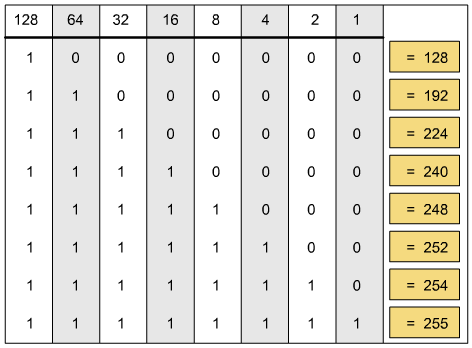 128 64 32 16 8 4 2 1
1 0 0 0 0 0 0 0 = 128
1 1 0 0 0 0 0 0 = 192
1 1 1 0 0 0 0 0 = 224
1 1 1 1 0 0 0 0 = 240
1 1 1 1 1 0 0 0 = 248
1 1 1 1 1 1 0 0 = 252
1 1 1 1 1 1 1 0 = 254
1 1 1 1 1 1 1 1 = 255